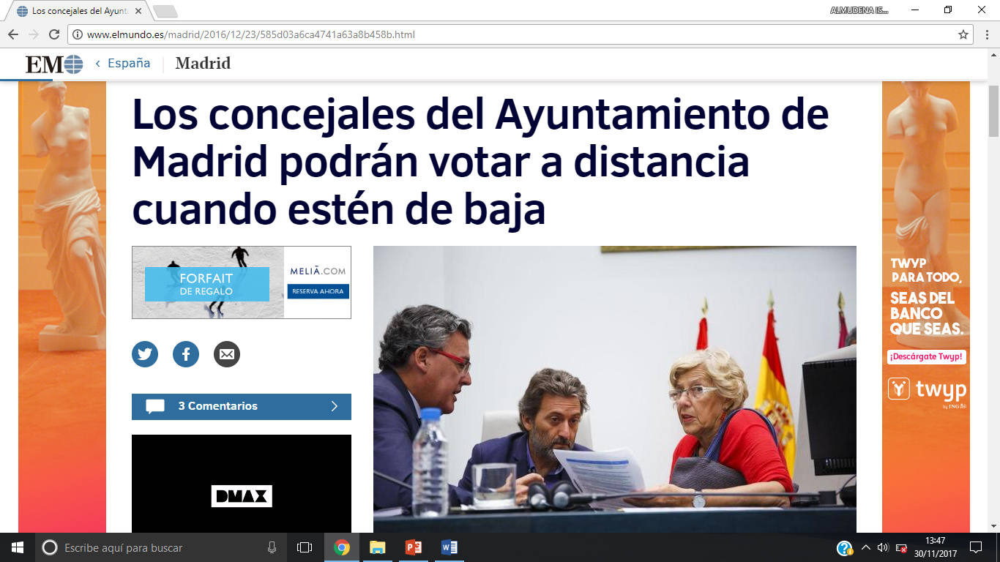 Los concejales del Ayunt
ALMUDENA IS...
www.elmundo.es/madrid/2016/12/23/585d03a6ca4741a63a8b458b.html
EM
‹ España
Madrid
Los concejales del Ayuntamiento de
Madrid podrán votar a distancia
cuando estén de baja
FORFAIT
DE REGALO
MELIÃ.COM
RESERVA AHORA
3 Comentarios
DMAX
TWYP
PARA TODO,
SEAS DEL
BANCO
QUE SEAS.
¡Descárgate Twyp!
twyp
by ING
Escribe aquí para buscar
13:47
30/11/2017